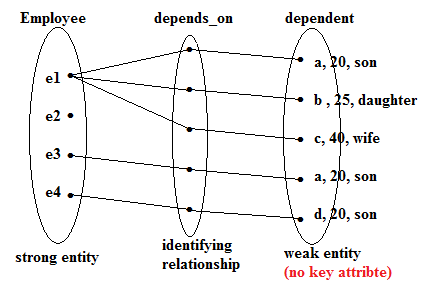 Employee depends_on dependent
e1
e2
e3
e4
a, 20, son
b , 25, daughter
c, 40, wife
a, 20, son
d, 20, son
strong entity
identifying
relationship
weak entity
(no key attribte)